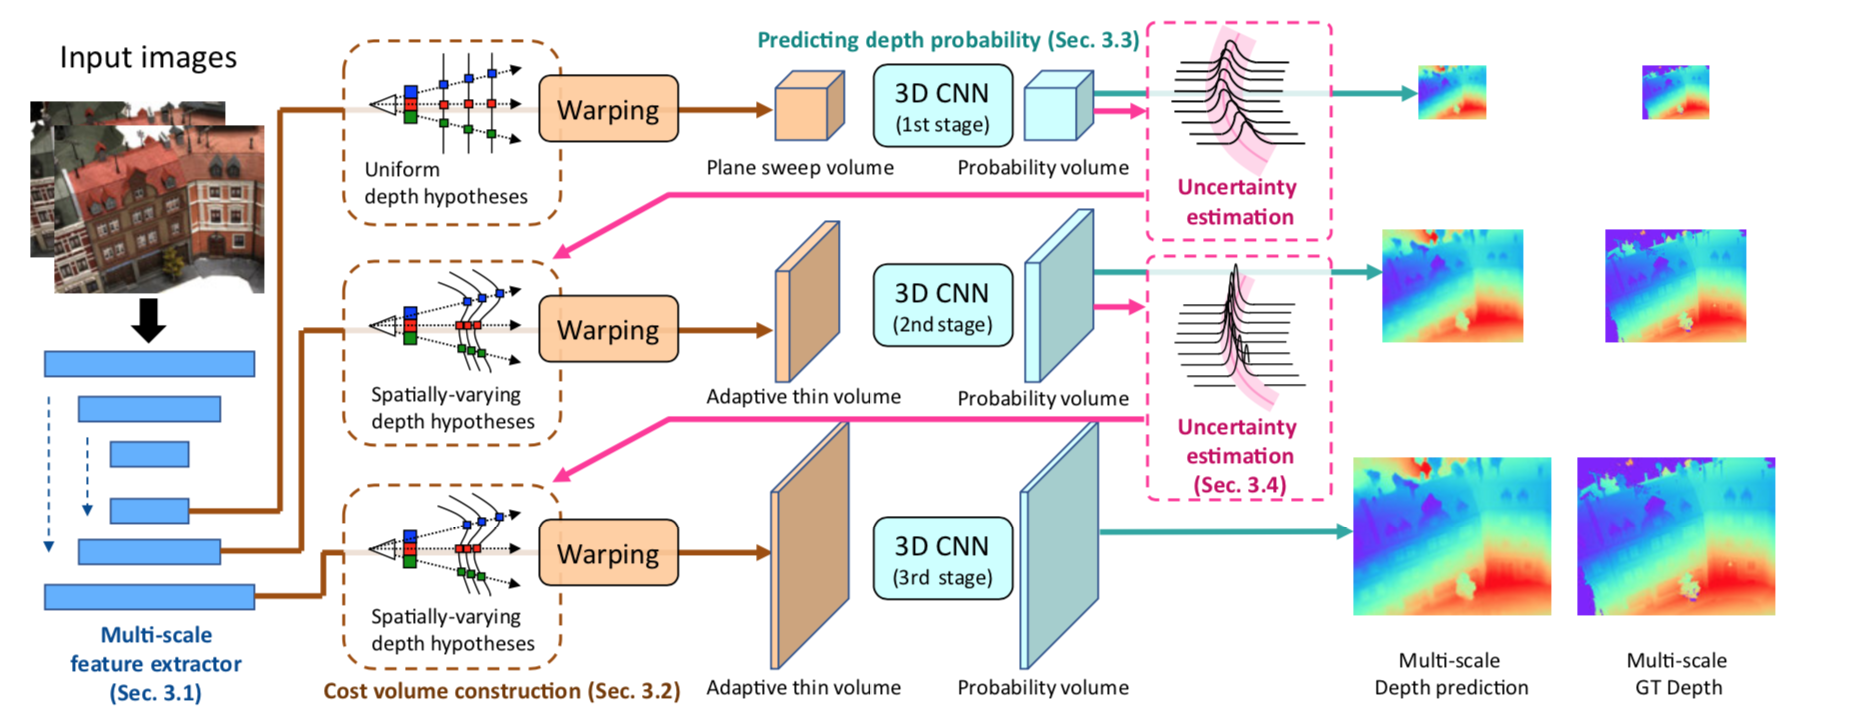 Input images
Multi-scale
feature extractor
(Sec. 3.1)
Uniform
depth hypotheses
Warping
Plane sweep volume
Predicting depth probability (Sec. 3.3)
3D CNN
(1st stage)
Probability volume
Uncertainty
estimation
Spatially-varying
depth hypotheses
Warping
Adaptive thin volume
3D CNN
(2nd stage)
Probability volume
Uncertainty
estimation
(Sec. 3.4)
Spatially-varying
depth hypotheses
Warping
Cost volume construction (Sec. 3.2)
Adaptive thin volume
3D CNN
(3rd stage)
Probability volume
Multi-scale
Depth prediction
Multi-scale
GT Depth